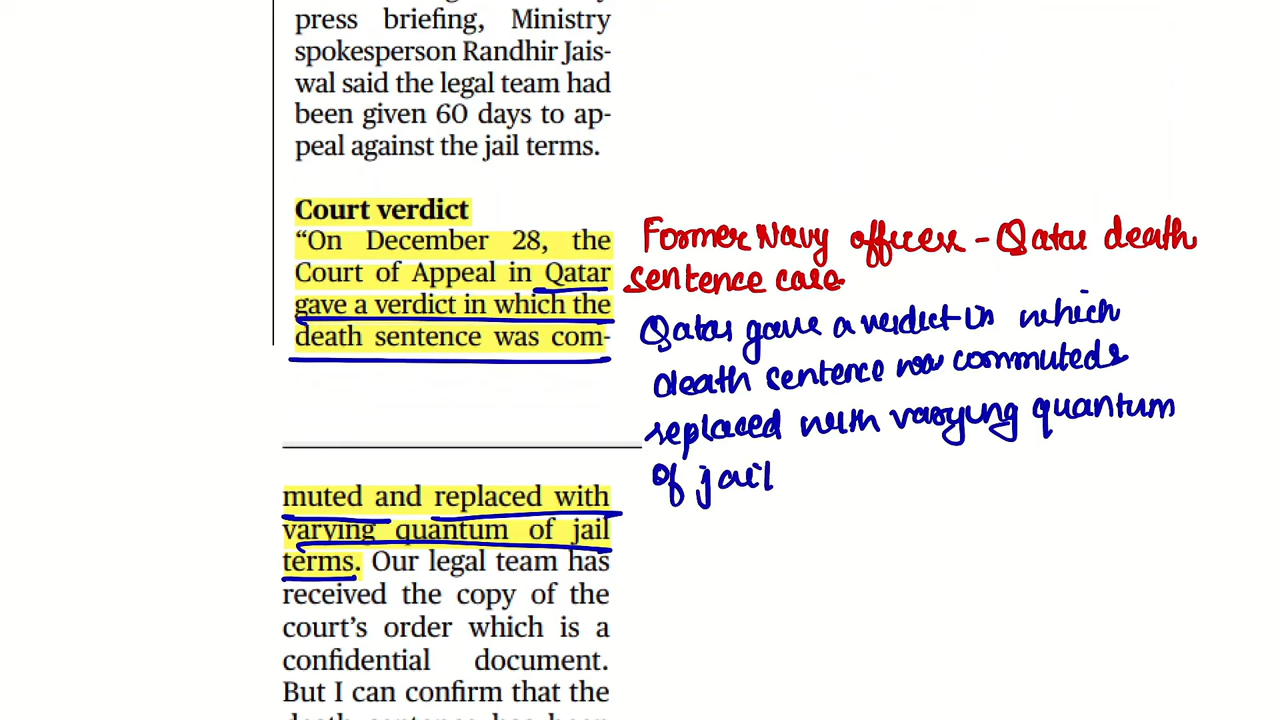 press briefing, Ministry
spokesperson Randhir Jais-
wal said the legal team had
been given 60 days to ap-
peal against the jail terms.
Court verdict
“On December 28, the
Court of Appeal in Qatar
gave a verdict in which the
death sentence was com-
muted and replaced with
varying quantum of jail
terms. Our legal team has
received the copy of the
court’s order which is a
confidential document.
But I can confirm that the
Former Navy officers - Qatar death
sentence case
Qatar gave a verdict in which
death sentence was commuted &
replaced with varying quantum
of jail